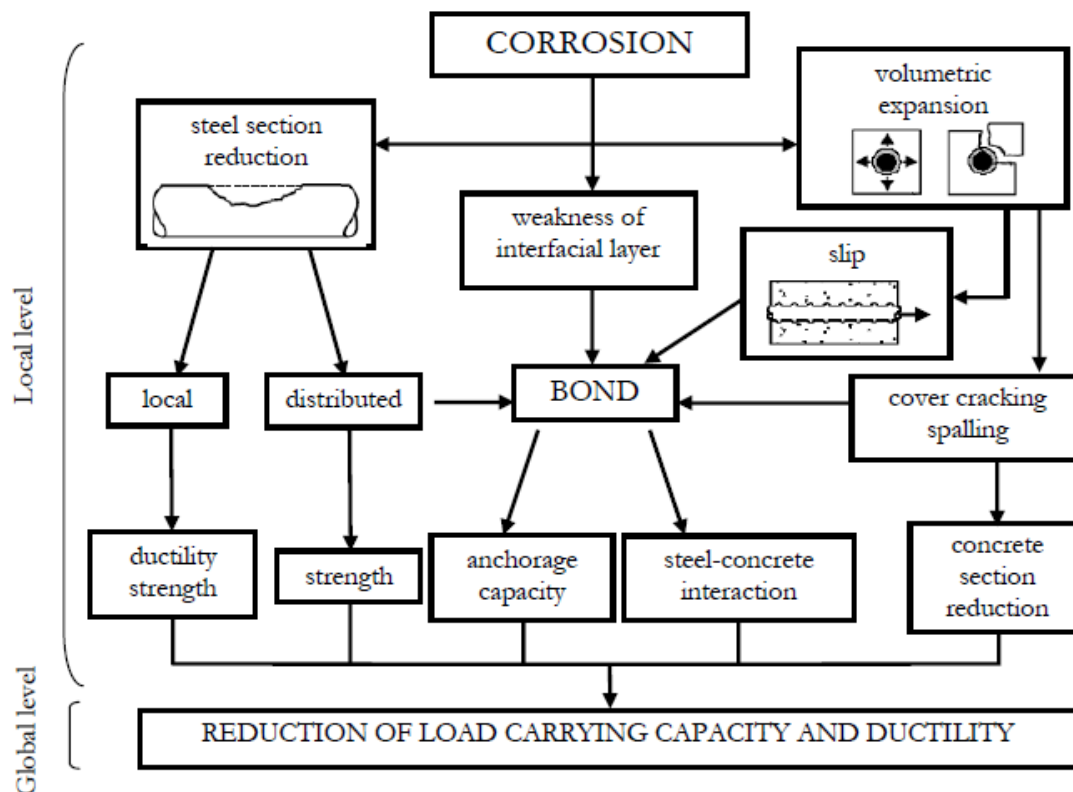 CORROSION
volumetric
expansion
steel section
reduction
weakness of
interfacial layer
slip
Local level
local
distributed
BOND
cover cracking
spalling
ductility
strength
strength
anchorage
capacity
steel-concrete
interaction
concrete
section
reduction
Global level
REDUCTION OF LOAD CARRYING CAPACITY AND DUCTILITY